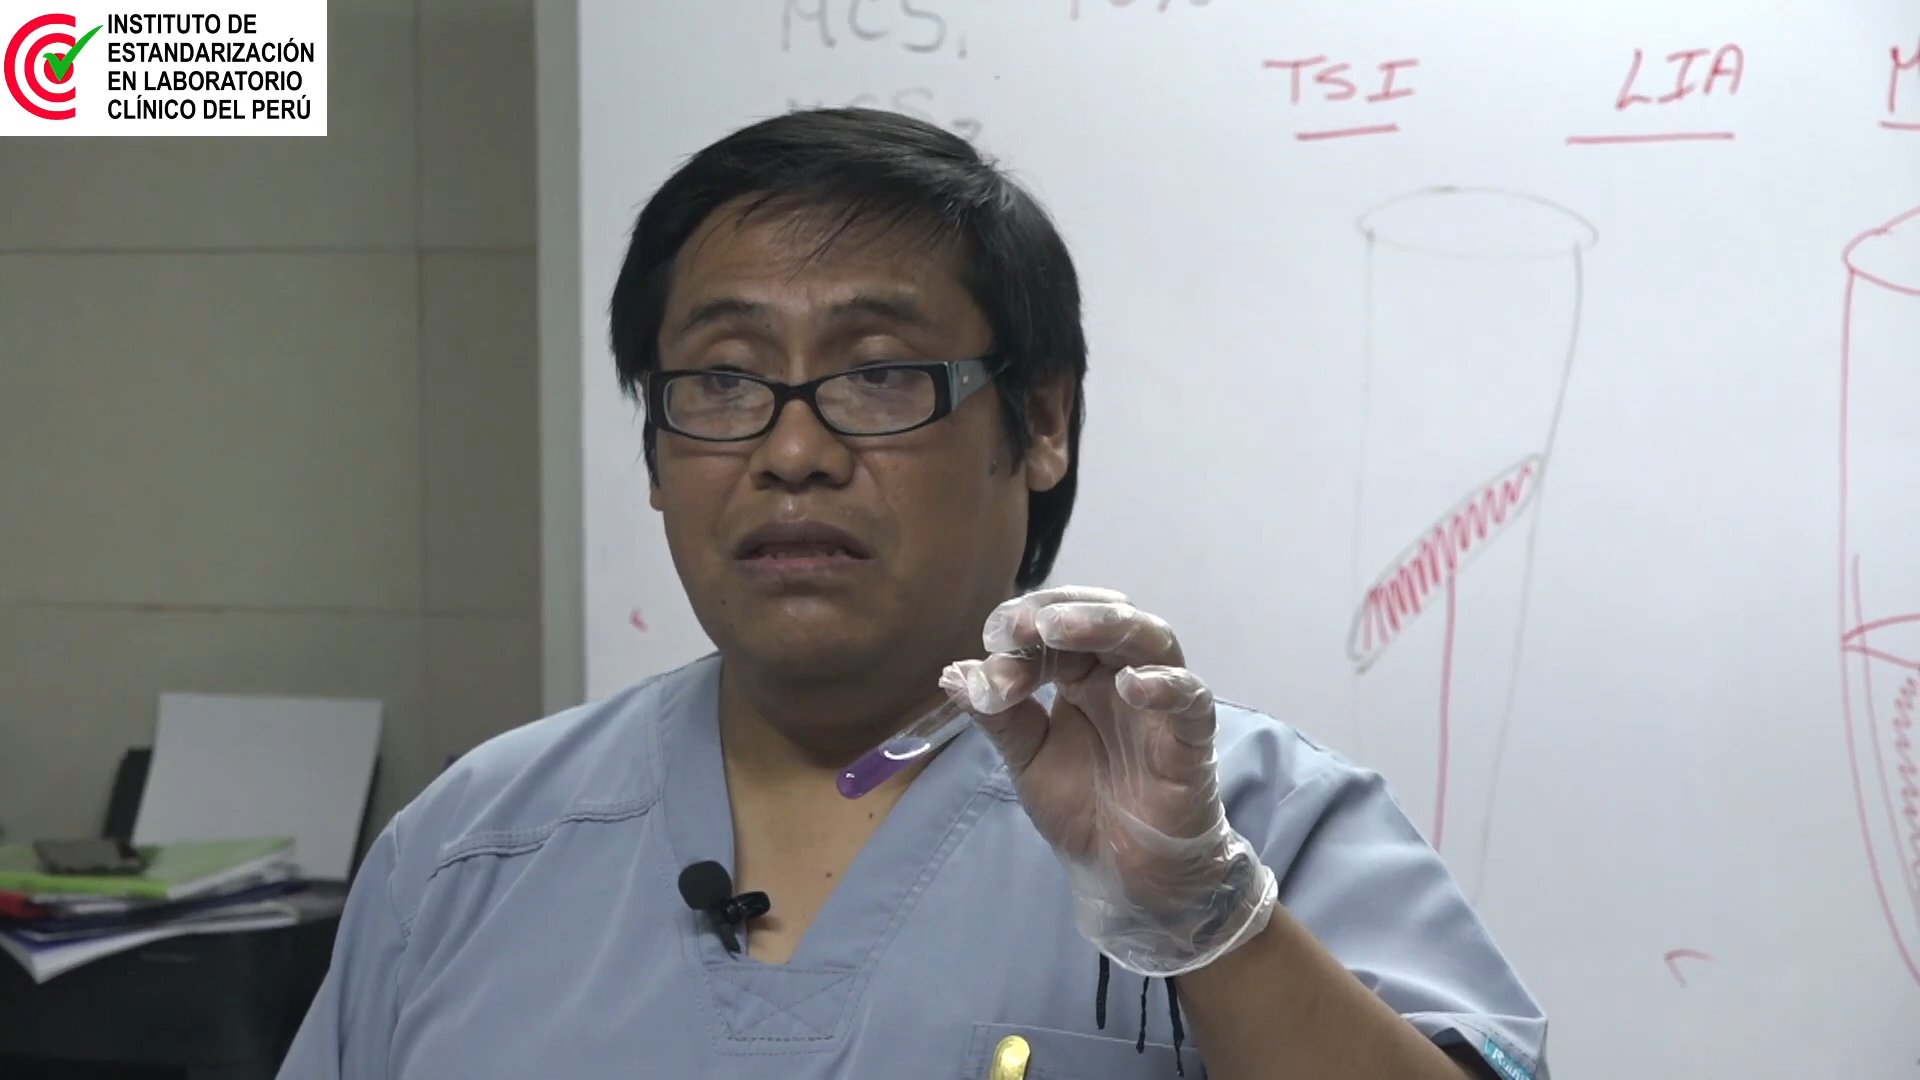 INSTITUTO DE
ESTANDARIZACIÓN
EN LABORATORIO
CLÍNICO DEL PERÚ
MCS.
TSI
LIA